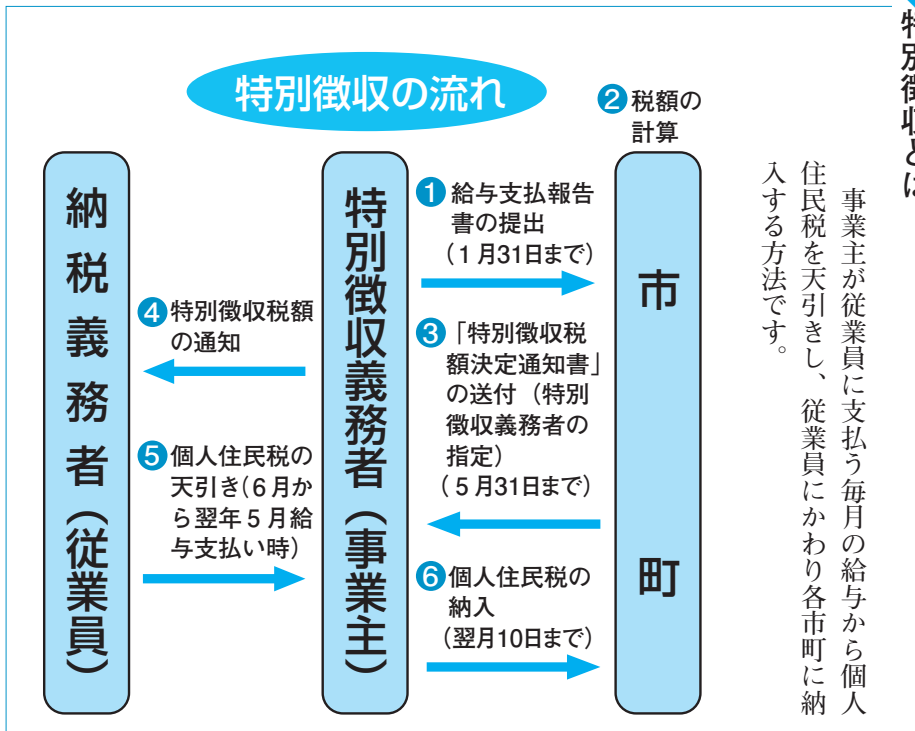 特別徴収とは
事業主が従業員に支払う毎月の給与から個人
住民税を天引きし、従業員にかわり各市町に納
入する方法です。
特別徴収の流れ
納税義務者（従業員）
特別徴収義務者（事業主）
市町
❶給与支払報告
書の提出
（１月31日まで）
❷税額の
計算
❸「特別徴収税
額決定通知書」
の送付（特別
徴収義務者の
指定）
（５月31日まで）
❹特別徴収税額
の通知
❺個人住民税の
天引き（６月か
ら翌年５月給
与支払い時）
❻個人住民税の
納入
（翌月10日まで）